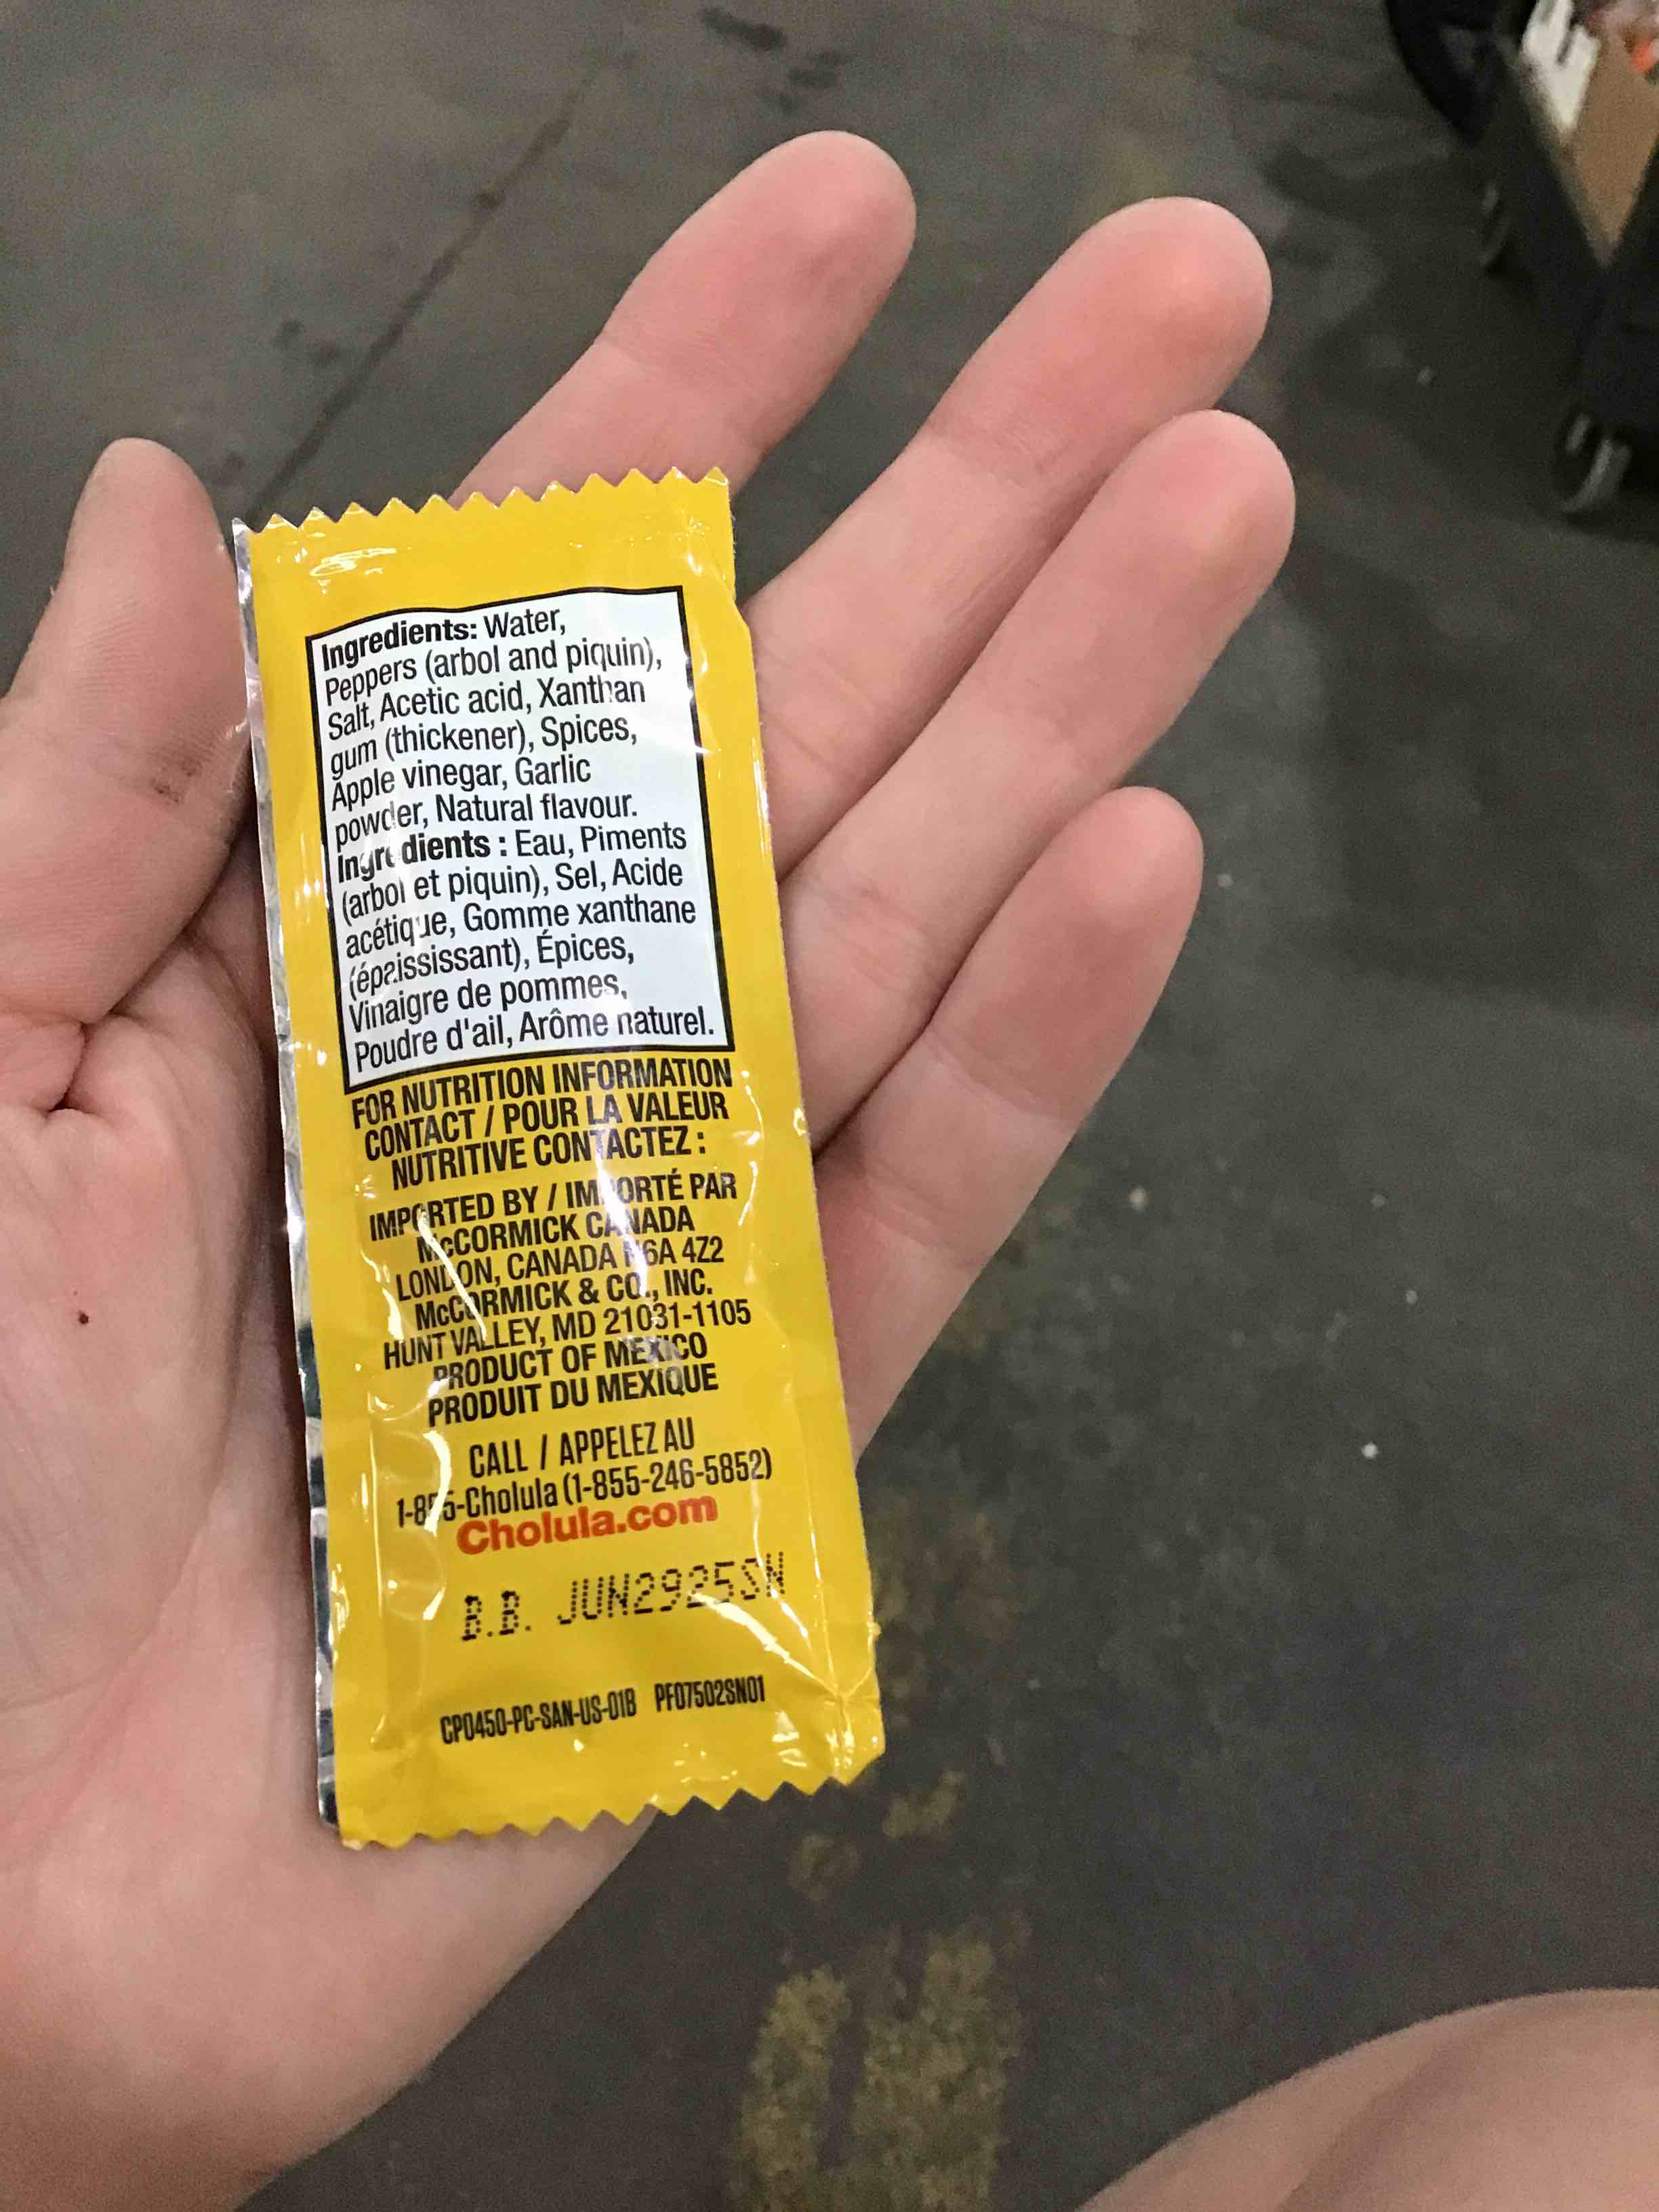 Ingredients: Water,
Peppers (arbol and piquin),
Salt, Acetic acid, Xanthan
gum (thickener), Spices,
Apple vinegar, Garlic
powder, Natural flavour.
Ingredients : Eau, Piments
(arbol et piquin), Sel, Acide
acétique, Gomme xanthane
(épaississant), Épices,
Vinaigre de pommes,
Poudre d'ail, Arôme naturel.
FOR NUTRITION INFORMATION
CONTACT / POUR LA VALEUR
NUTRITIVE CONTACTEZ :
IMPORTED BY / IMPORTÉ PAR
McCORMICK CANADA
LONDON, CANADA N6A 4Z2
McCORMICK & CO., INC.
HUNT VALLEY, MD 21031-1105
PRODUCT OF MEXICO
PRODUIT DU MEXIQUE
CALL / APPELEZ AU
1-855-Cholula (1-855-246-5852)
Cholula.com
B.B. JUN2925SN
CP0450-PC-SAN-US-01B PF07502SN01